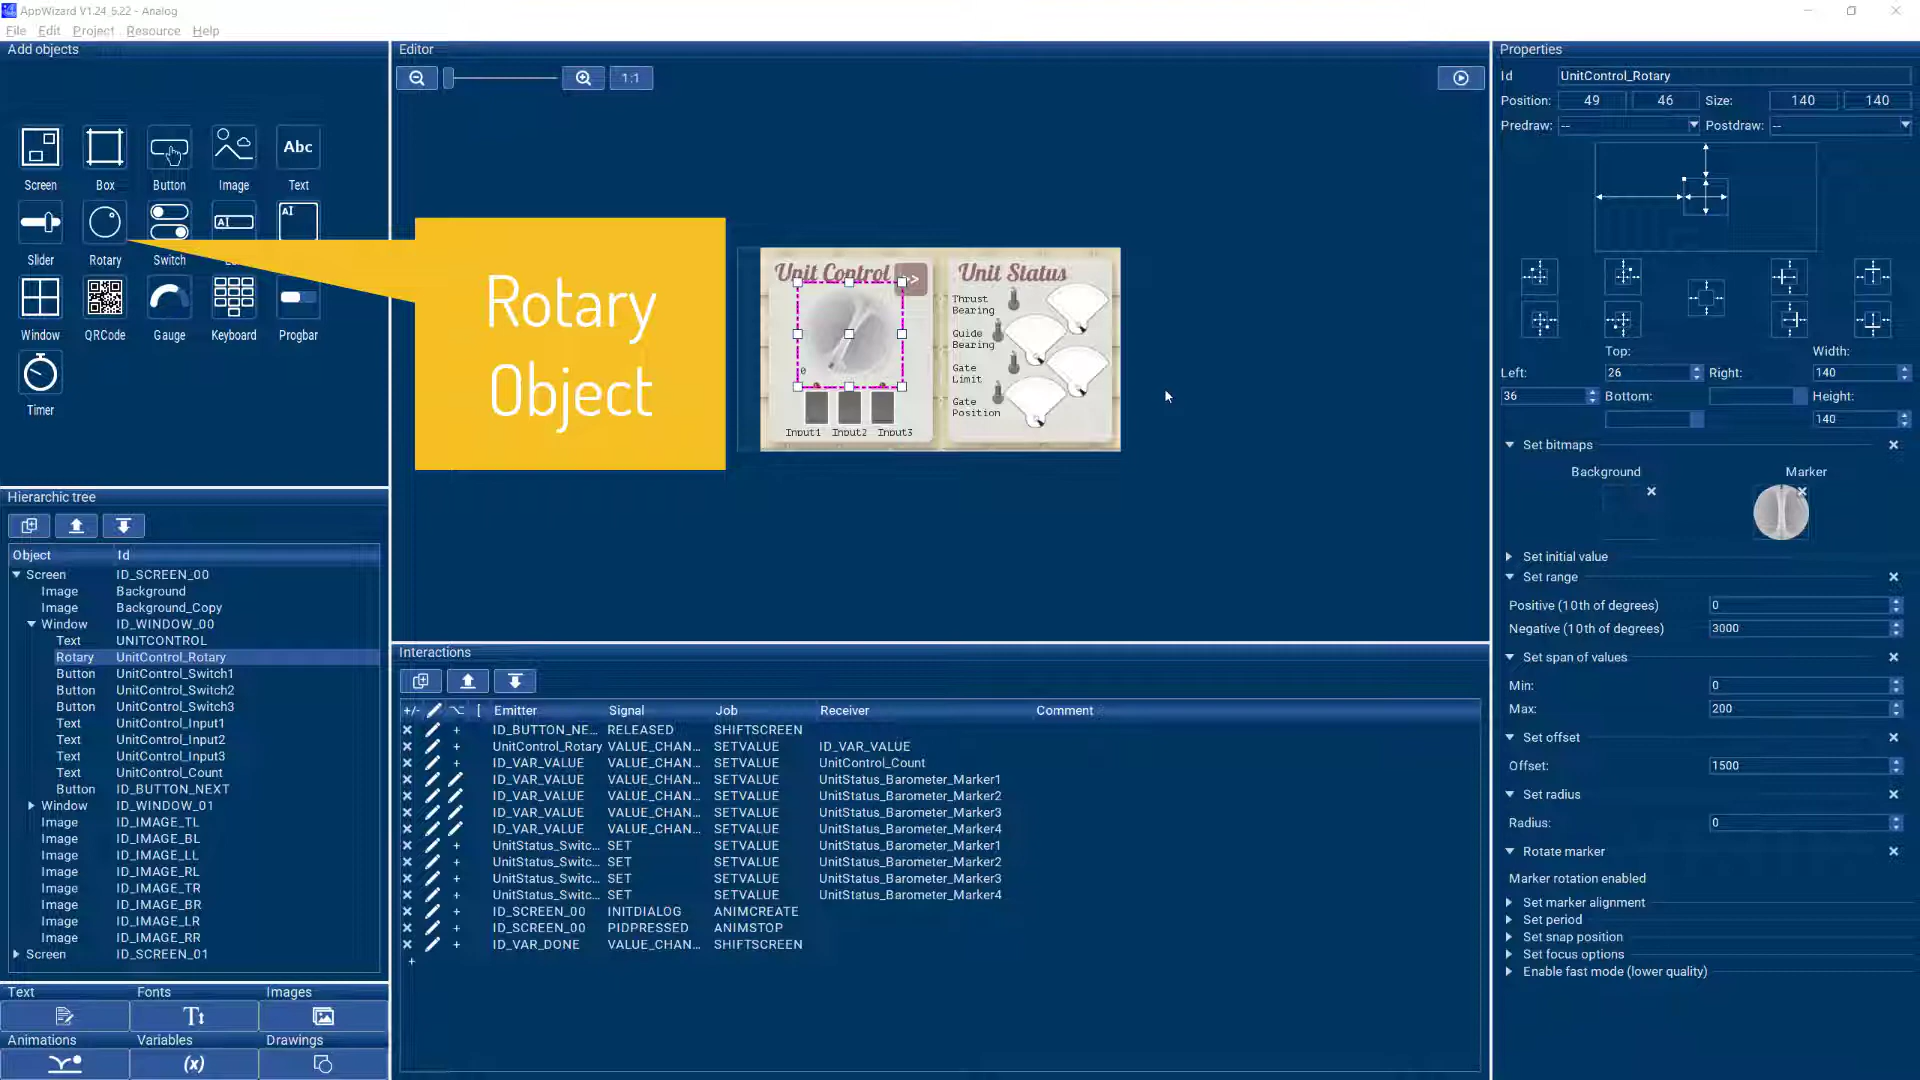 AppWizard V1.24_6.22 - Analog
File Edit Project Resource Help
Add objects
Screen Box Button Image Text
Abc
Slider Rotary Switch
Window QRCode Gauge Keyboard Progbar
Timer
Rotary
Object
Editor
1:1
Unit Control
>>
0
Input1 Input2 Input3
Unit Status
Thrust
Bearing
Guide
Bearing
Gate
Limit
Gate
Position
Hierarchic tree
Object Id
Screen ID_SCREEN_00
Image Background
Image Background_Copy
Window ID_WINDOW_00
Text UNITCONTROL
Rotary UnitControl_Rotary
Button UnitControl_Switch1
Button UnitControl_Switch2
Button UnitControl_Switch3
Text UnitControl_Input1
Text UnitControl_Input2
Text UnitControl_Input3
Text UnitControl_Count
Button ID_BUTTON_NEXT
Window ID_WINDOW_01
Image ID_IMAGE_TL
Image ID_IMAGE_BL
Image ID_IMAGE_LL
Image ID_IMAGE_RL
Image ID_IMAGE_TR
Image ID_IMAGE_BR
Image ID_IMAGE_LR
Image ID_IMAGE_RR
Screen ID_SCREEN_01
Text Fonts Images
Animations Variables Drawings
(x)
Interactions
+/- [ Emitter Signal Job Receiver Comment
ID_BUTTON_NE... RELEASED SHIFTSCREEN
UnitControl_Rotary VALUE_CHAN... SETVALUE ID_VAR_VALUE
ID_VAR_VALUE VALUE_CHAN... SETVALUE UnitControl_Count
ID_VAR_VALUE VALUE_CHAN... SETVALUE UnitStatus_Barometer_Marker1
ID_VAR_VALUE VALUE_CHAN... SETVALUE UnitStatus_Barometer_Marker2
ID_VAR_VALUE VALUE_CHAN... SETVALUE UnitStatus_Barometer_Marker3
ID_VAR_VALUE VALUE_CHAN... SETVALUE UnitStatus_Barometer_Marker4
UnitStatus_Switc... SET SETVALUE UnitStatus_Barometer_Marker1
UnitStatus_Switc... SET SETVALUE UnitStatus_Barometer_Marker2
UnitStatus_Switc... SET SETVALUE UnitStatus_Barometer_Marker3
UnitStatus_Switc... SET SETVALUE UnitStatus_Barometer_Marker4
ID_SCREEN_00 INITDIALOG ANIMCREATE
ID_SCREEN_00 PIDPRESSED ANIMSTOP
ID_VAR_DONE VALUE_CHAN... SHIFTSCREEN
Properties
Id UnitControl_Rotary
Position: 49 46 Size: 140 140
Predraw: -- Postdraw: --
Top: Width:
Left: 26 Right: 140
36 Bottom: Height:
140
Set bitmaps
Background Marker
Set initial value
Set range
Positive (10th of degrees) 0
Negative (10th of degrees) 3000
Set span of values
Min: 0
Max: 200
Set offset
Offset: 1500
Set radius
Radius: 0
Rotate marker
Marker rotation enabled
Set marker alignment
Set period
Set snap position
Set focus options
Enable fast mode (lower quality)